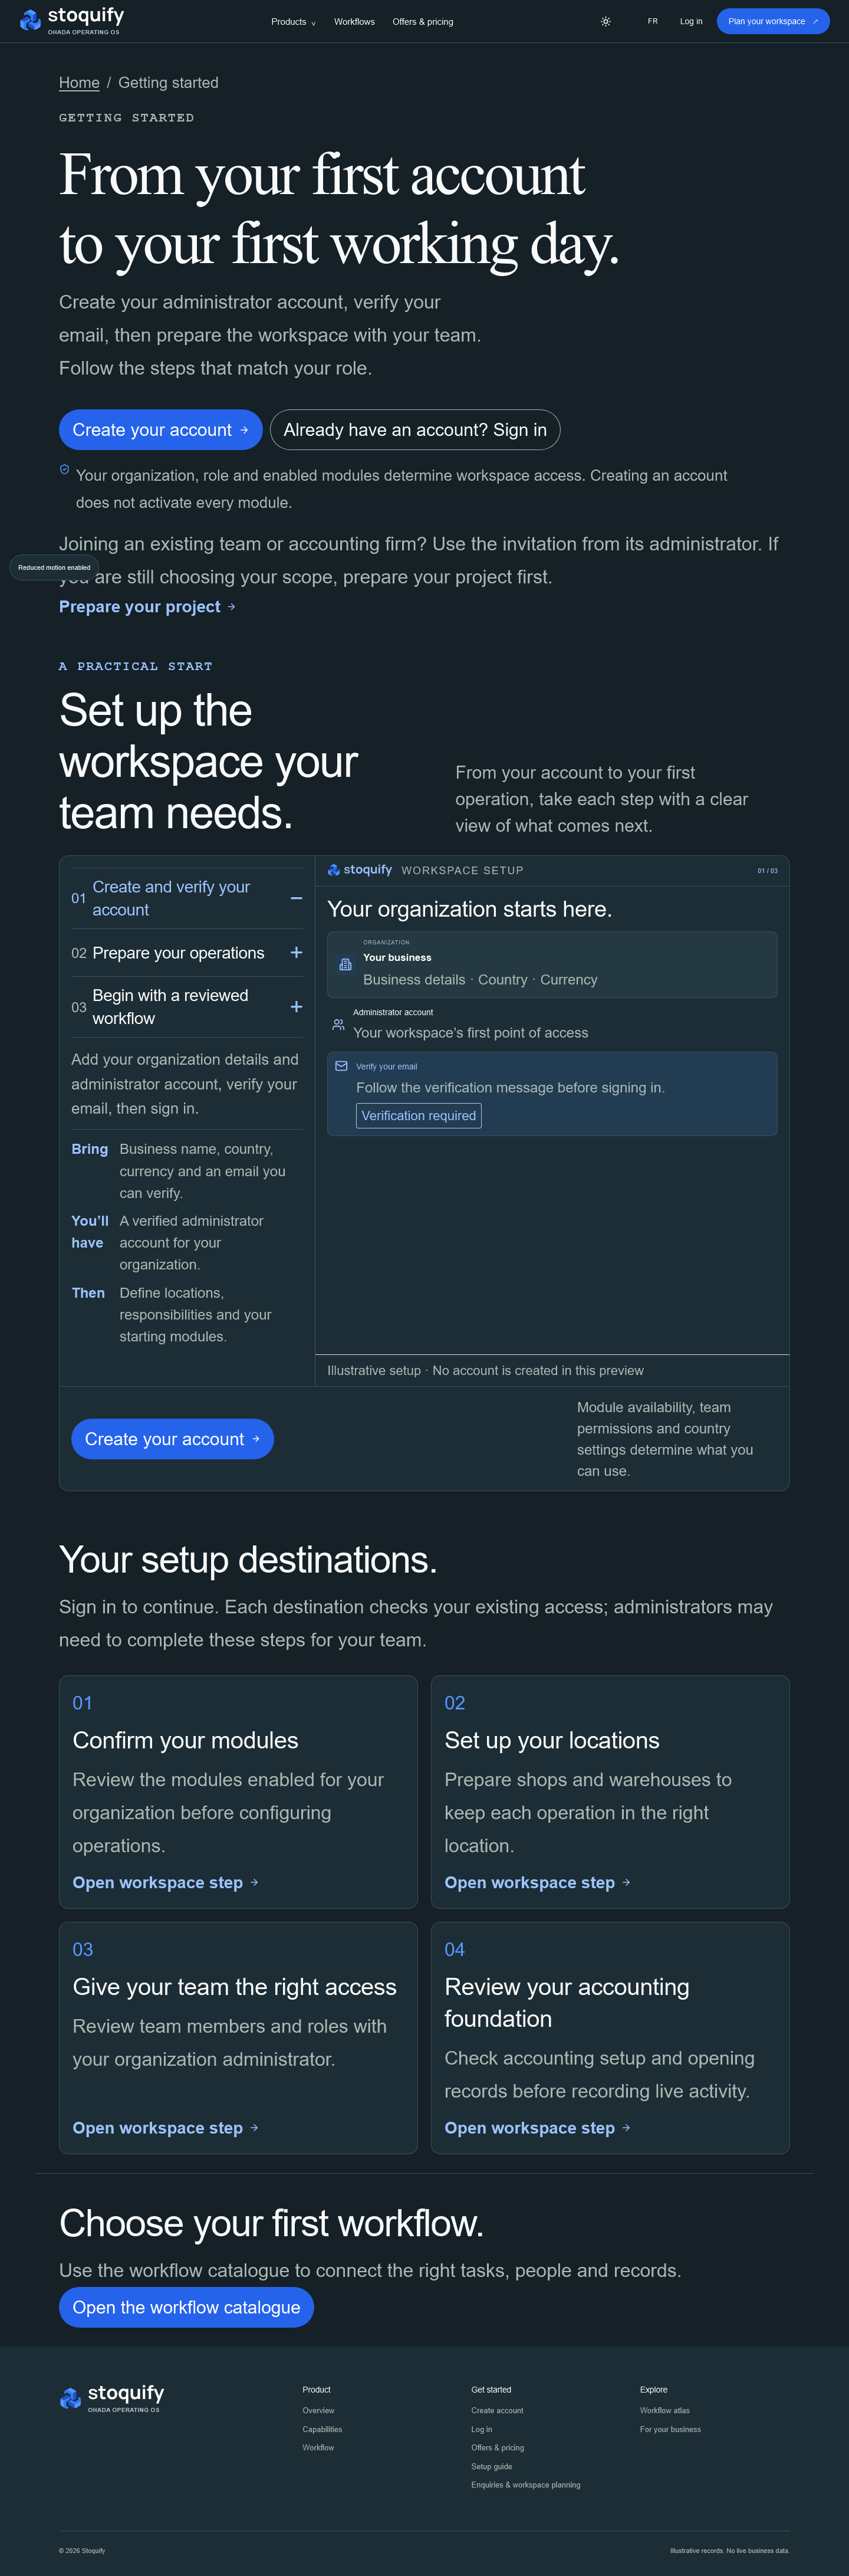 stoquify
OHADA OPERATING OS
Products
Workflows
Offers & pricing
FR
Log in
Plan your workspace ↗
Home / Getting started
GETTING STARTED
From your first account
to your first working day.
Create your administrator account, verify your
email, then prepare the workspace with your team.
Follow the steps that match your role.
Create your account →
Already have an account? Sign in
Your organization, role and enabled modules determine workspace access. Creating an account
does not activate every module.
Joining an existing team or accounting firm? Use the invitation from its administrator. If
Reduced motion enabled
you are still choosing your scope, prepare your project first.
Prepare your project →
A PRACTICAL START
Set up the
workspace your
team needs.
From your account to your first
operation, take each step with a clear
view of what comes next.
01 Create and verify your
account
02 Prepare your operations
03 Begin with a reviewed
workflow
Add your organization details and
administrator account, verify your
email, then sign in.
Bring Business name, country,
currency and an email you
can verify.
You’ll A verified administrator
have account for your
organization.
Then Define locations,
responsibilities and your
starting modules.
stoquify WORKSPACE SETUP 01 / 03
Your organization starts here.
ORGANIZATION
Your business
Business details · Country · Currency
Administrator account
Your workspace’s first point of access
Verify your email
Follow the verification message before signing in.
Verification required
Illustrative setup · No account is created in this preview
Create your account →
Module availability, team
permissions and country
settings determine what you
can use.
Your setup destinations.
Sign in to continue. Each destination checks your existing access; administrators may
need to complete these steps for your team.
01
Confirm your modules
Review the modules enabled for your
organization before configuring
operations.
Open workspace step →
02
Set up your locations
Prepare shops and warehouses to
keep each operation in the right
location.
Open workspace step →
03
Give your team the right access
Review team members and roles with
your organization administrator.
Open workspace step →
04
Review your accounting
foundation
Check accounting setup and opening
records before recording live activity.
Open workspace step →
Choose your first workflow.
Use the workflow catalogue to connect the right tasks, people and records.
Open the workflow catalogue
stoquify
OHADA OPERATING OS
Product
Overview
Capabilities
Workflow
Get started
Create account
Log in
Offers & pricing
Setup guide
Enquiries & workspace planning
Explore
Workflow atlas
For your business
© 2026 Stoquify
Illustrative records. No live business data.